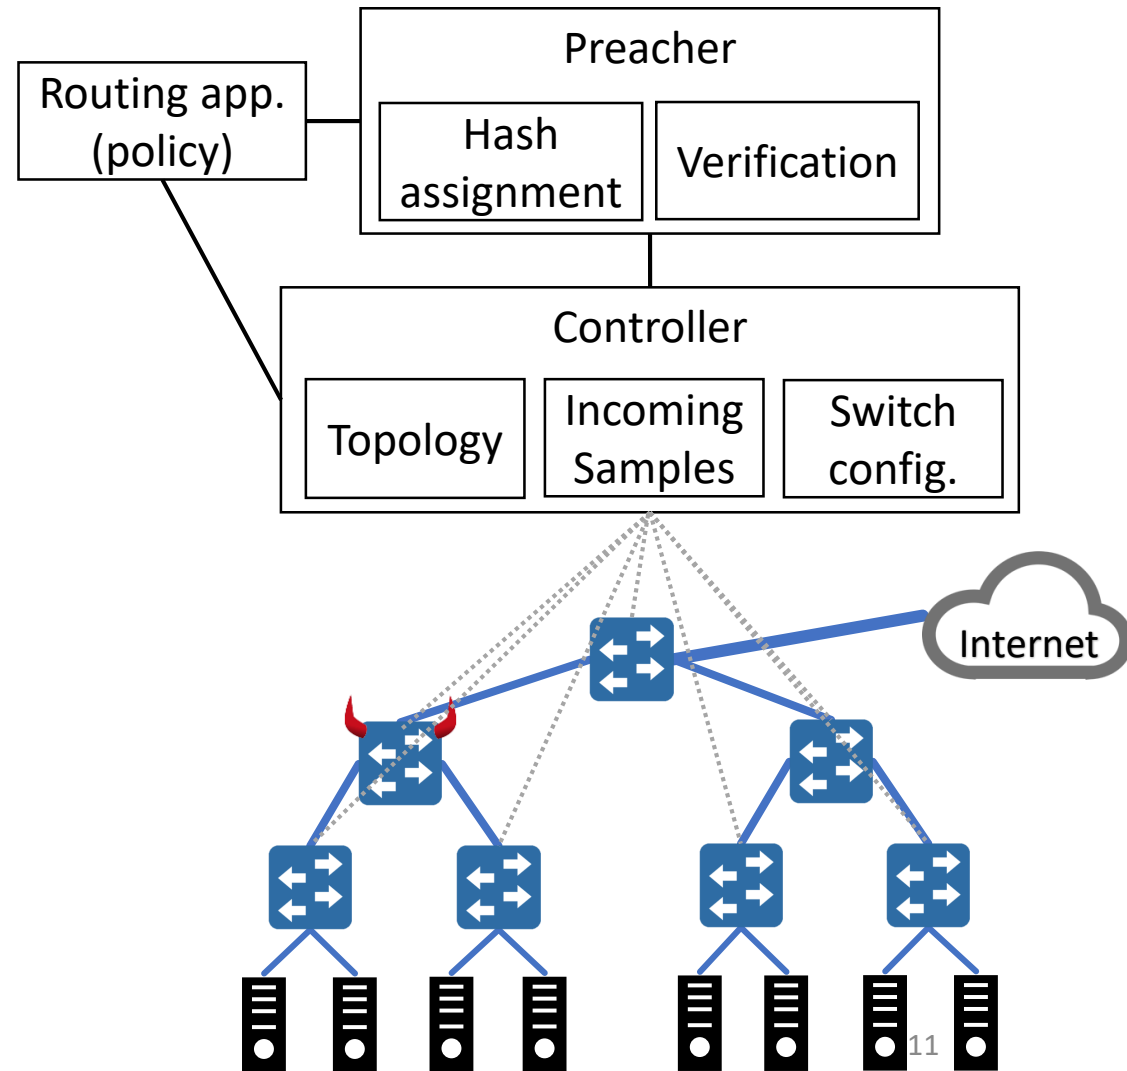 Preacher
Routing app.
(policy)
Hash
assignment
Verification
Controller
Topology
Incoming
Samples
Switch
config.
Internet
11